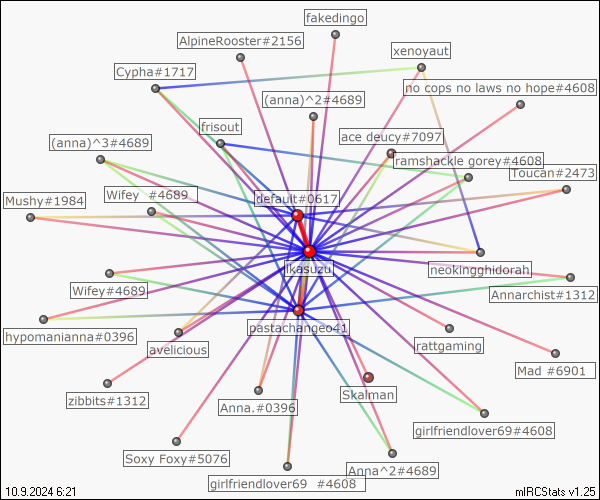 fakedingo
AlpineRooster#2156
xenoyaut
Cypha#1717
no cops no laws no hope#4608
(anna)^2#4689
frisout
ace deucy#7097
(anna)^3#4689
ramshackle gorey#4608
Toucan#2473
Wifey #4689
default#0617
Mushy#1984
ikasuzu
neokingghidorah
Wifey#4689
Annarchist#1312
pastachangeo41
hypomanianna#0396
avelicious
rattgaming
Mad #6901
Skalman
zibbits#1312
Anna.#0396
girlfriendlover69#4608
Soxy Foxy#5076
Anna^2#4689
girlfriendlover69 #4608
10.9.2024 6:21
mIRCStats v1.25